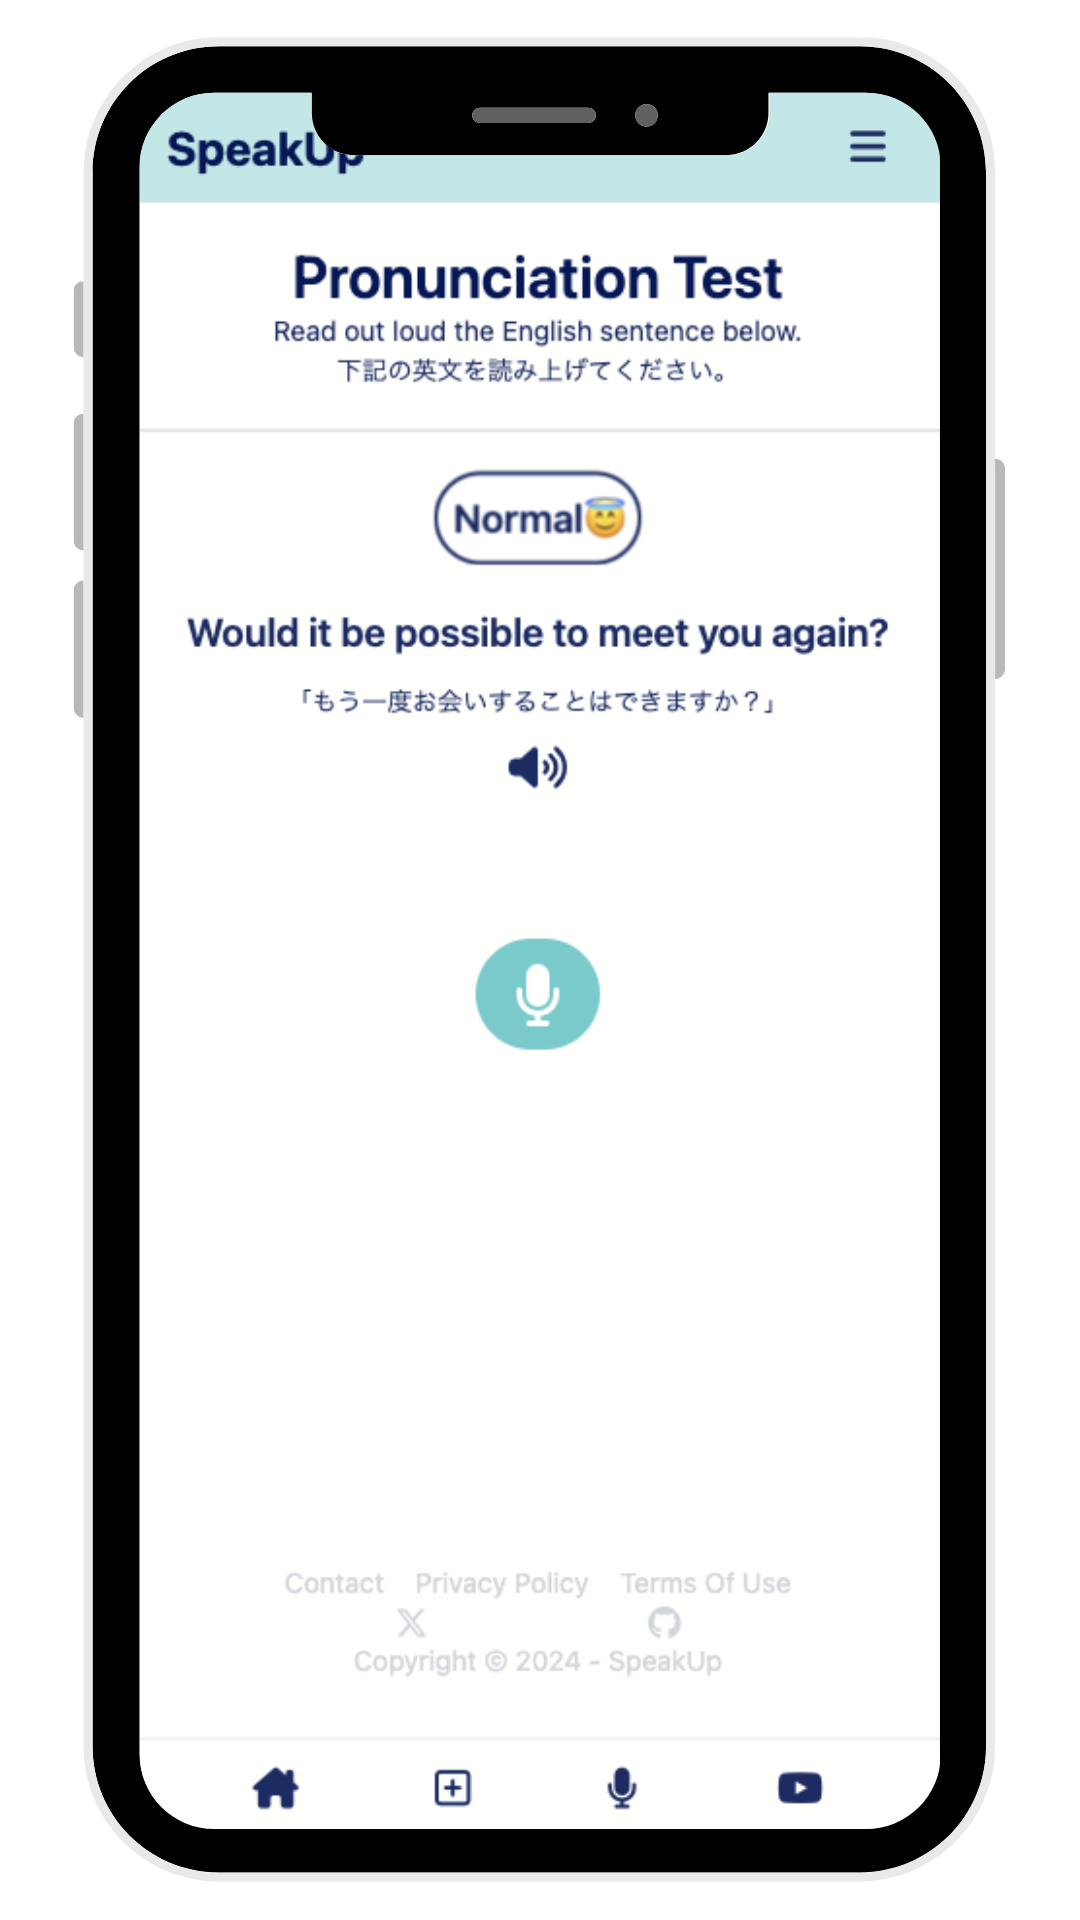 SpeakUp
Pronunciation Test
Read out loud the English sentence below.
下記の英文を読み上げてください。
Normal😇
Would it be possible to meet you again?
「もう一度お会いすることはできますか？」
Contact Privacy Policy Terms Of Use
Copyright © 2024 - SpeakUp